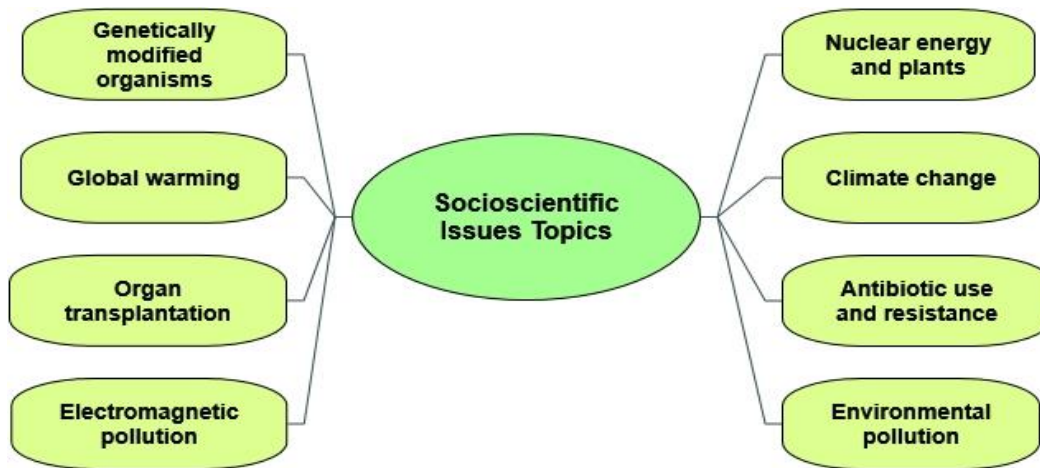 Genetically
modified
organisms
Global warming
Organ
transplantation
Electromagnetic
pollution
Socioscientific
Issues Topics
Nuclear energy
and plants
Climate change
Antibiotic use
and resistance
Environmental
pollution